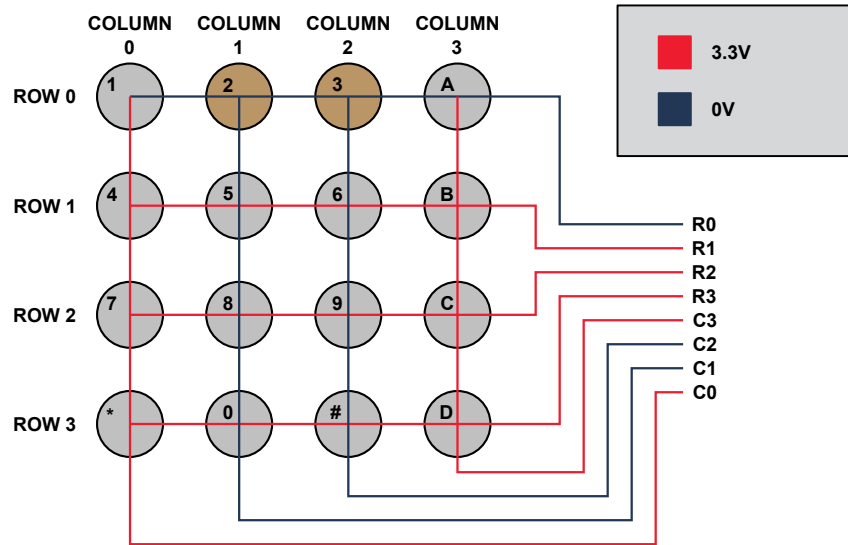 COLUMN 0
COLUMN 1
COLUMN 2
COLUMN 3
3.3V
0V
ROW 0
1
2
3
A
ROW 1
4
5
6
B
ROW 2
7
8
9
C
ROW 3
*
0
#
D
R0
R1
R2
R3
C3
C2
C1
C0